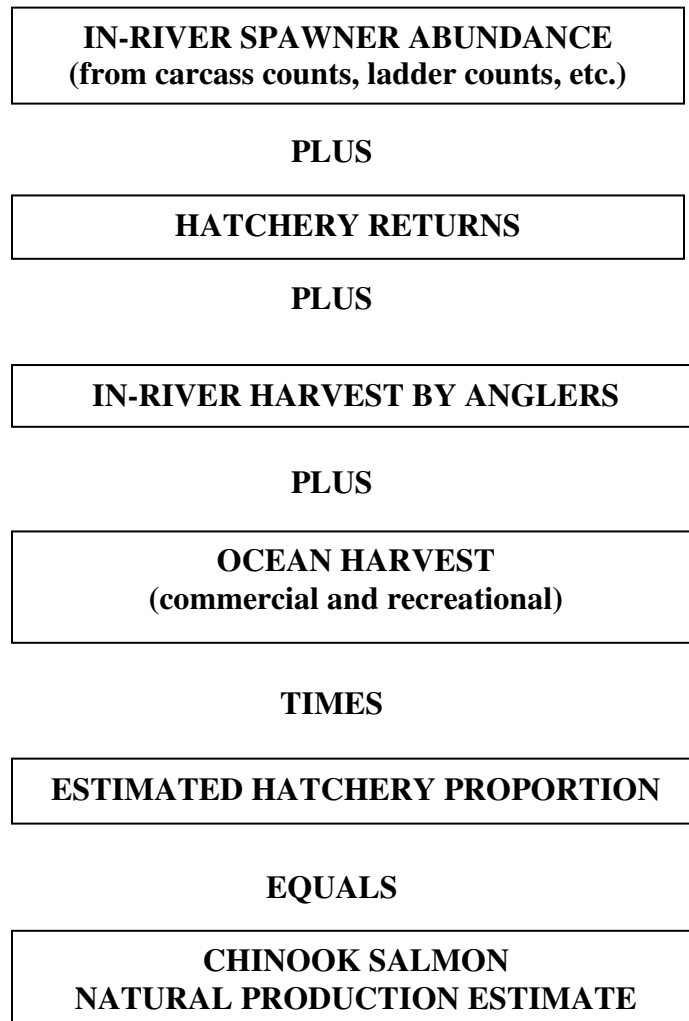 IN-RIVER SPAWNER ABUNDANCE
(from carcass counts, ladder counts, etc.)
PLUS
HATCHERY RETURNS
PLUS
IN-RIVER HARVEST BY ANGLERS
PLUS
OCEAN HARVEST
(commercial and recreational)
TIMES
ESTIMATED HATCHERY PROPORTION
EQUALS
CHINOOK SALMON
NATURAL PRODUCTION ESTIMATE